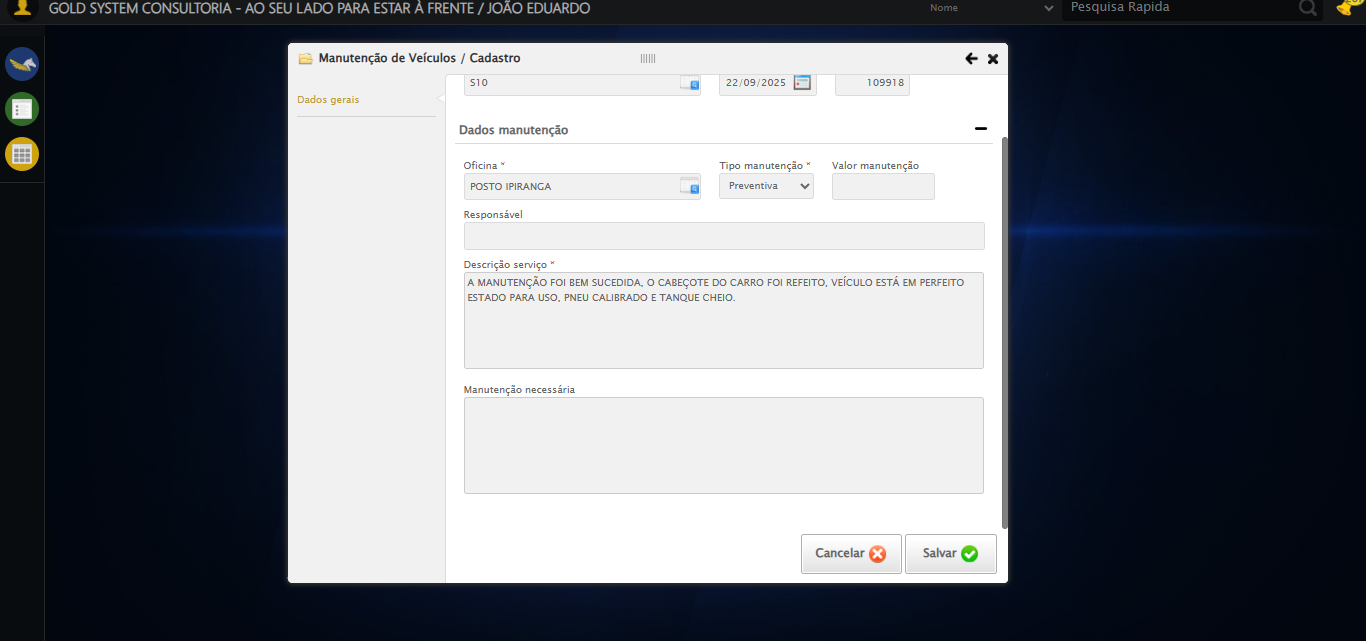 GOLD SYSTEM CONSULTORIA - AO SEU LADO PARA ESTAR À FRENTE / JOÃO EDUARDO
Nome
Pesquisa Rapida
Manutenção de Veículos / Cadastro
Dados gerais
S10
22/09/2025
109918
Dados manutenção
Oficina *
Tipo manutenção *
Valor manutenção
POSTO IPIRANGA
Preventiva
Responsável
Descrição serviço *
A MANUTENÇÃO FOI BEM SUCEDIDA, O CABEÇOTE DO CARRO FOI REFEITO, VEÍCULO ESTÁ EM PERFEITO
ESTADO PARA USO, PNEU CALIBRADO E TANQUE CHEIO.
Manutenção necessária
Cancelar
Salvar